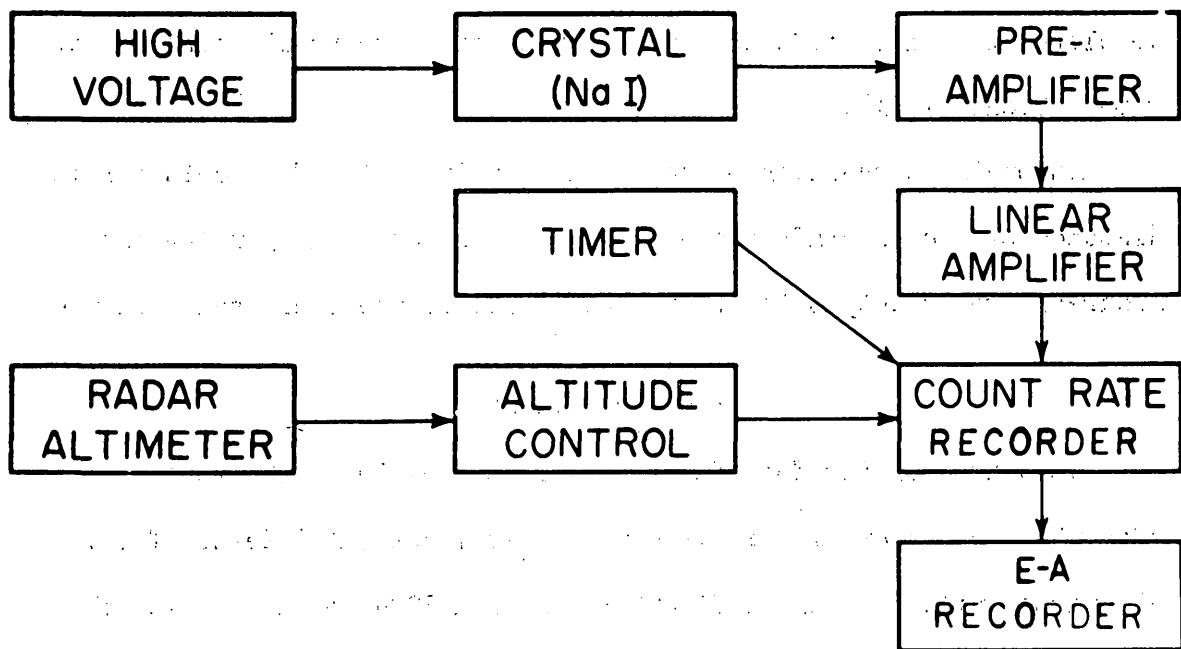 HIGH
VOLTAGE
CRYSTAL
(Na I)
PRE-
AMPLIFIER
TIMER
LINEAR
AMPLIFIER
RADAR
ALTIMETER
ALTITUDE
CONTROL
COUNT RATE
RECORDER
E-A
RECORDER